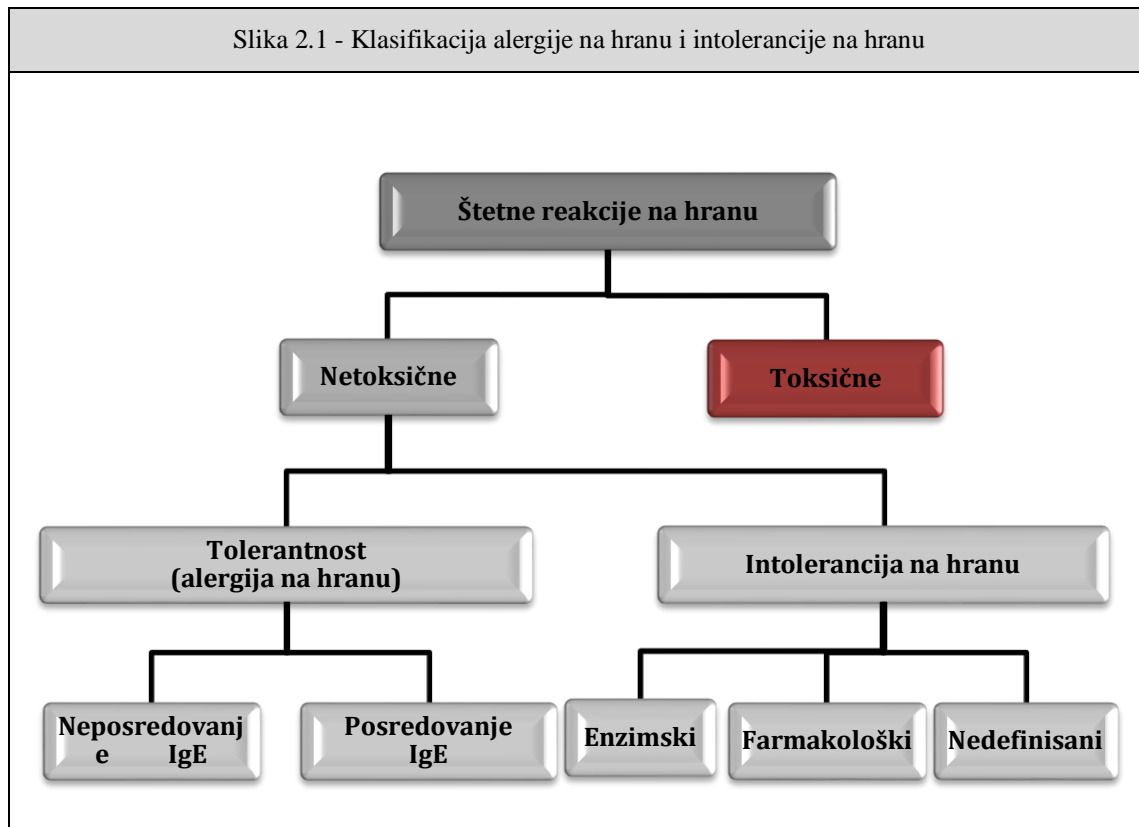 Slika 2.1 - Klasifikacija alergije na hranu i intolerancije na hranu
Štetne reakcije na hranu
Netoksične
Toksične
Tolerantnost
(alergija na hranu)
Intolerancija na hranu
Neposredovanj
e IgE
Posredovanje
IgE
Enzimski
Farmakološki
Nedefinisani